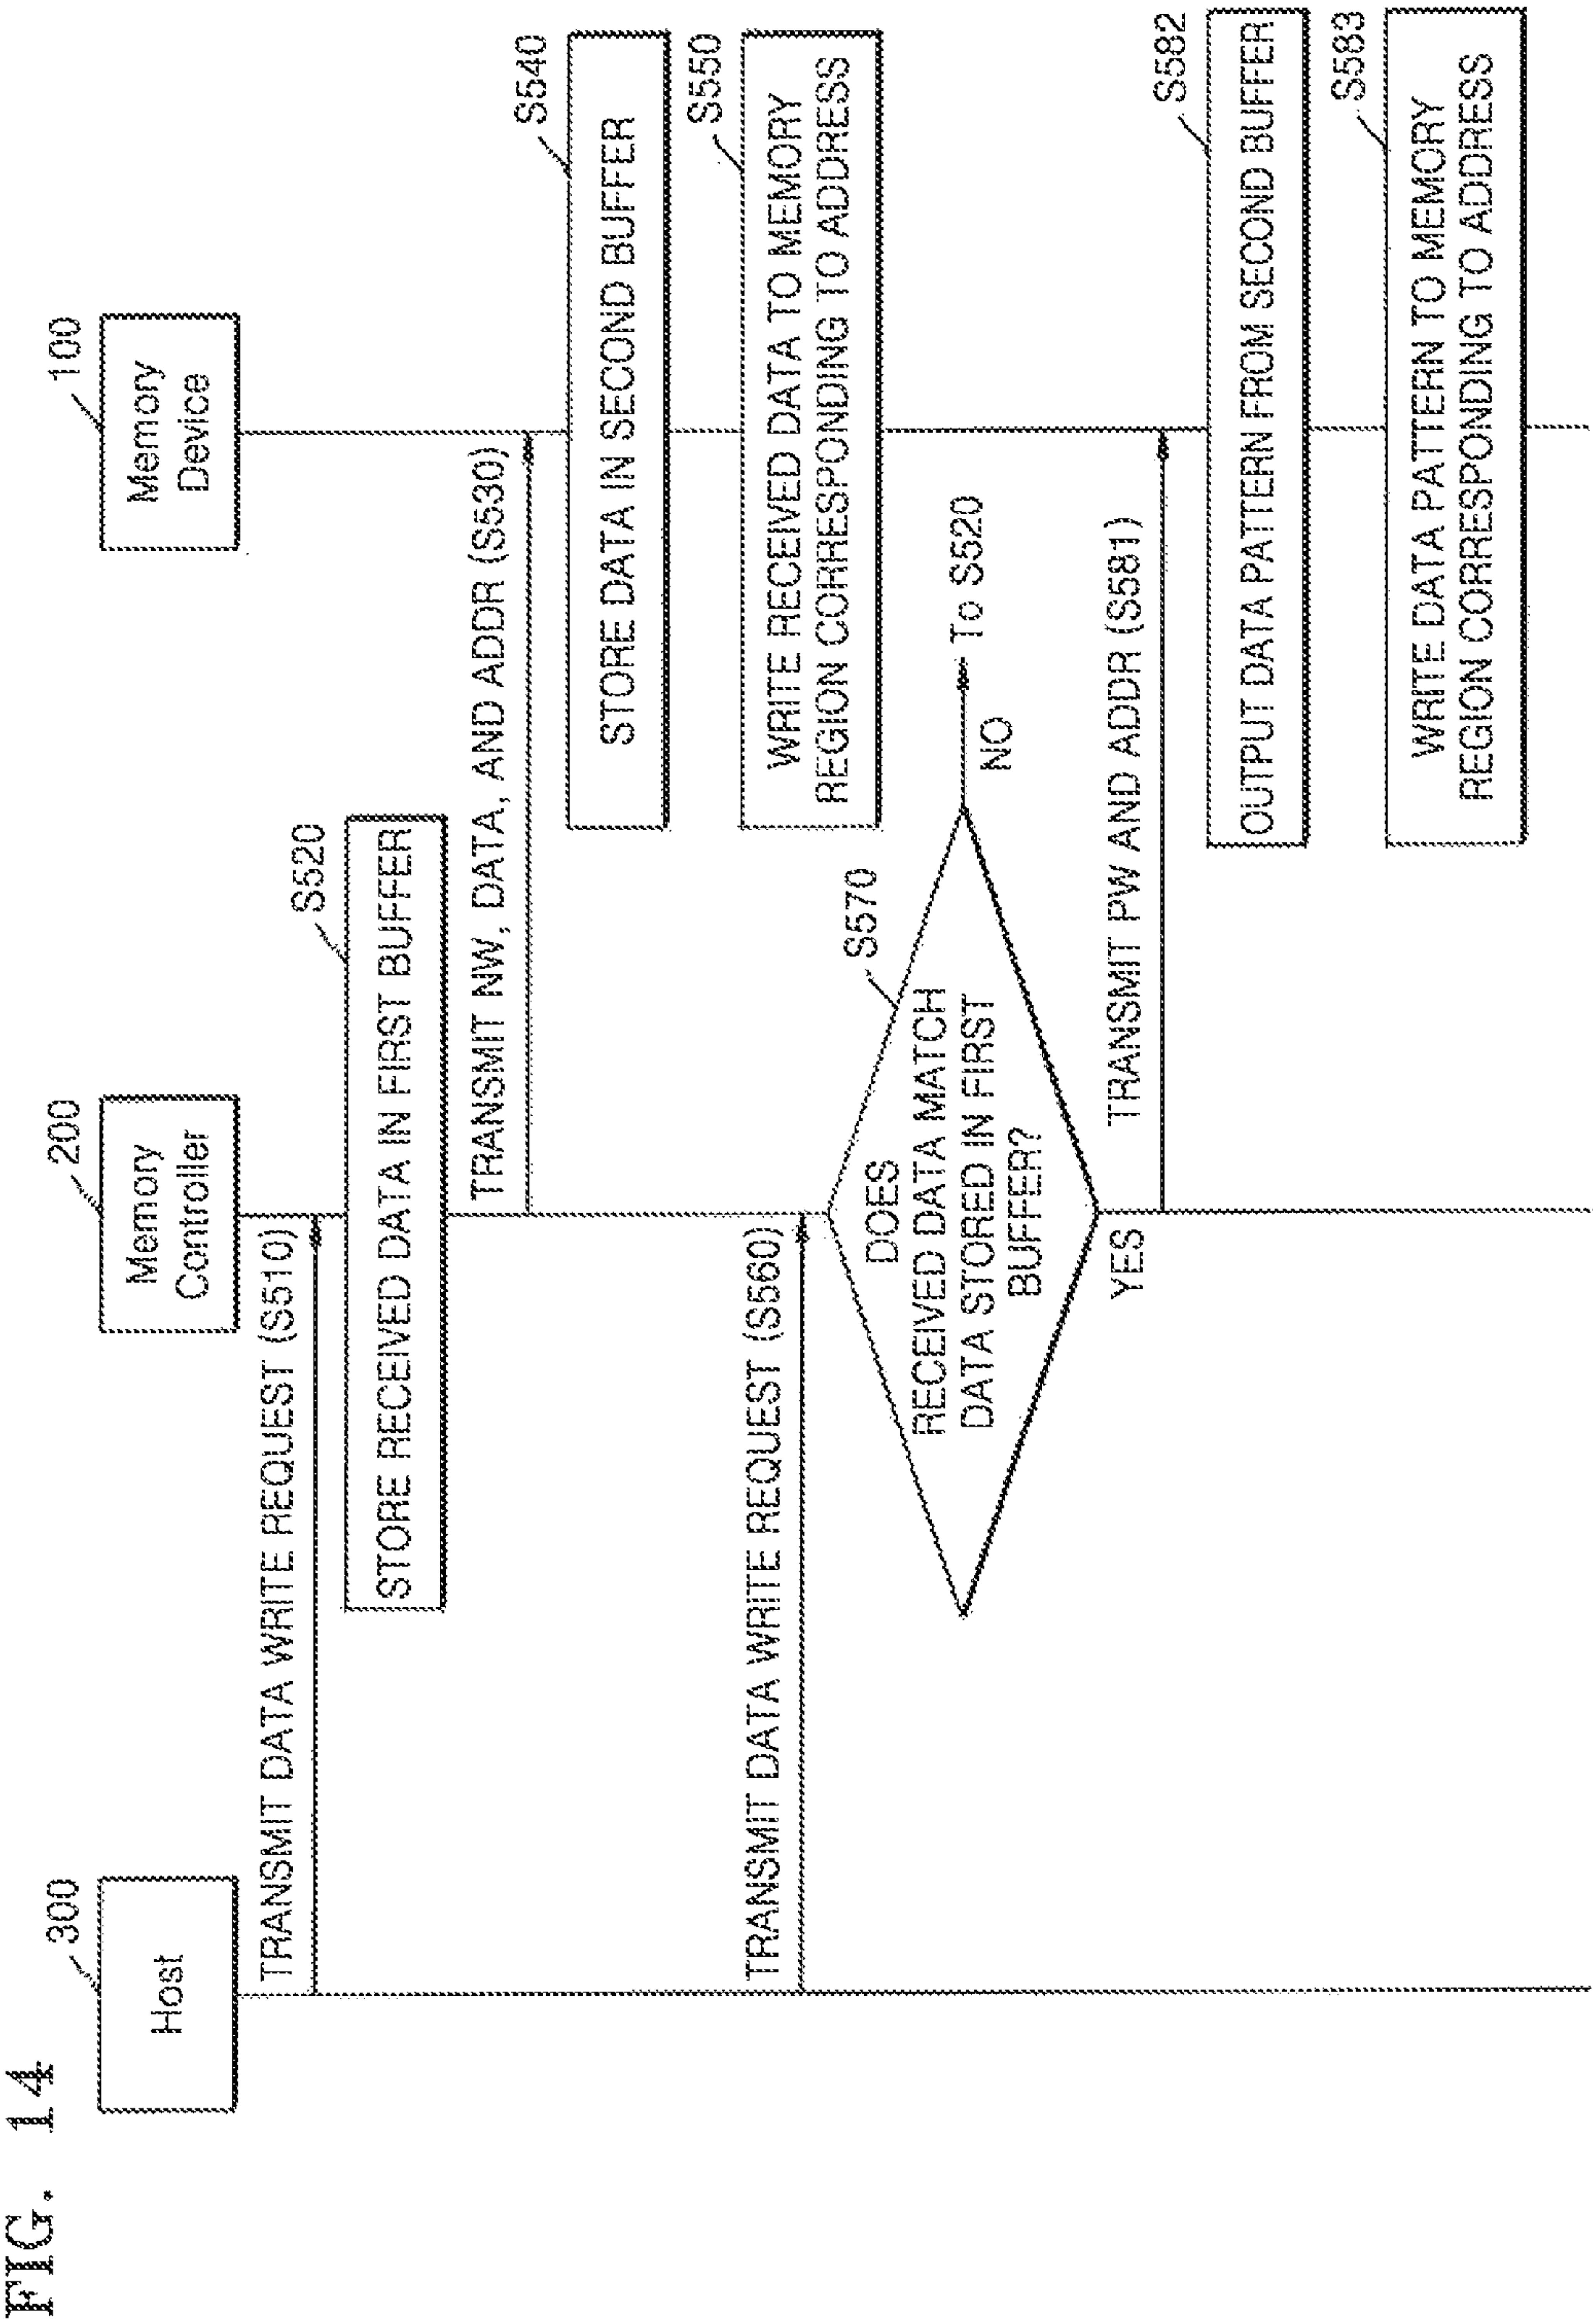 FIG. 14
300
200
100
Host
Memory
Controller
Memory
Device
TRANSMIT DATA WRITE REQUEST (S510)
S520
STORE RECEIVED DATA IN FIRST BUFFER
TRANSMIT NW, DATA, AND ADDR (S530)
S540
STORE DATA IN SECOND BUFFER
S550
WRITE RECEIVED DATA TO MEMORY
REGION CORRESPONDING TO ADDRESS
TRANSMIT DATA WRITE REQUEST (S560)
S570
DOES
RECEIVED DATA MATCH
DATA STORED IN FIRST
BUFFER?
NO
To S520
YES
TRANSMIT PW AND ADDR (S581)
S582
OUTPUT DATA PATTERN FROM SECOND BUFFER
S583
WRITE DATA PATTERN TO MEMORY
REGION CORRESPONDING TO ADDRESS